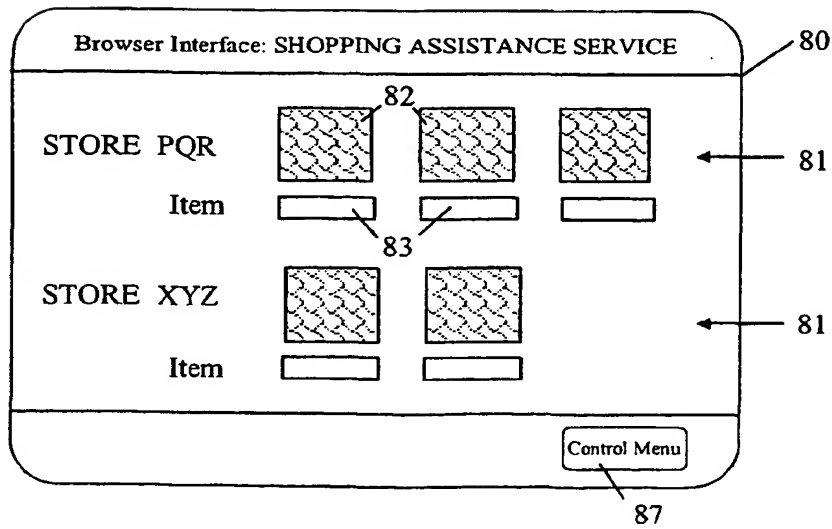 Browser Interface: SHOPPING ASSISTANCE SERVICE
80
82
STORE PQR
81
Item
83
STORE XYZ
81
Item
Control Menu
87